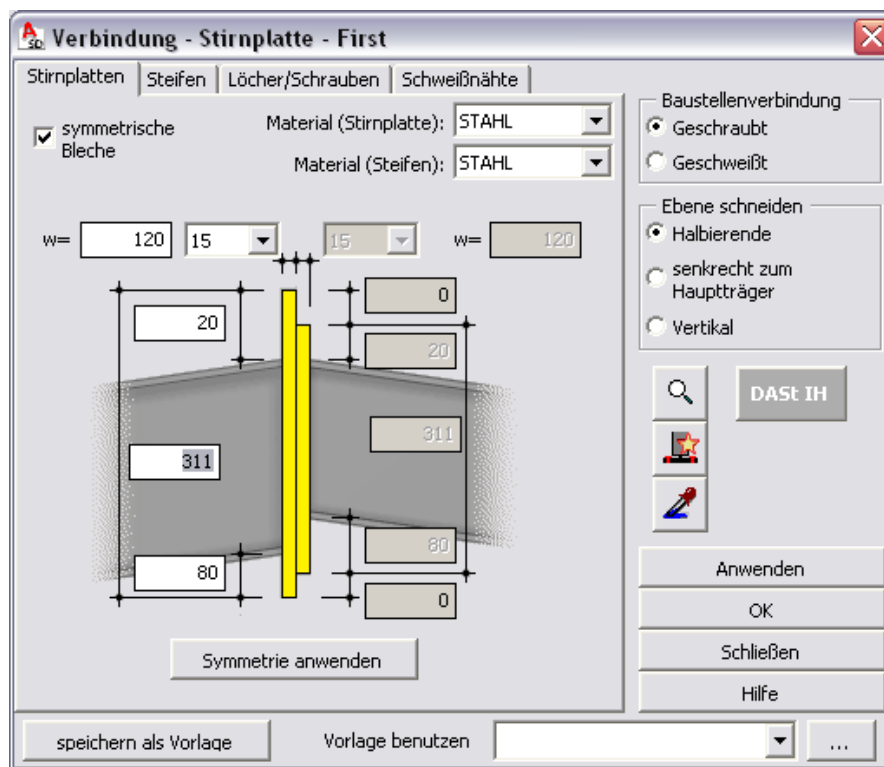 Verbindung - Stirnplatte - First
Stirnplatten
Steifen
Löcher/Schrauben
Schweißnähte
symmetrische
Bleche
Material (Stirnplatte):
STAHL
Material (Steifen):
STAHL
w=
120
15
15
w=
120
20
0
20
311
311
80
80
0
Symmetrie anwenden
Baustellenverbindung
Geschraubt
Geschweißt
Ebene schneiden
Halbierende
senkrecht zum
Hauptträger
Vertikal
DASt IH
Anwenden
OK
Schließen
Hilfe
speichern als Vorlage
Vorlage benutzen
...